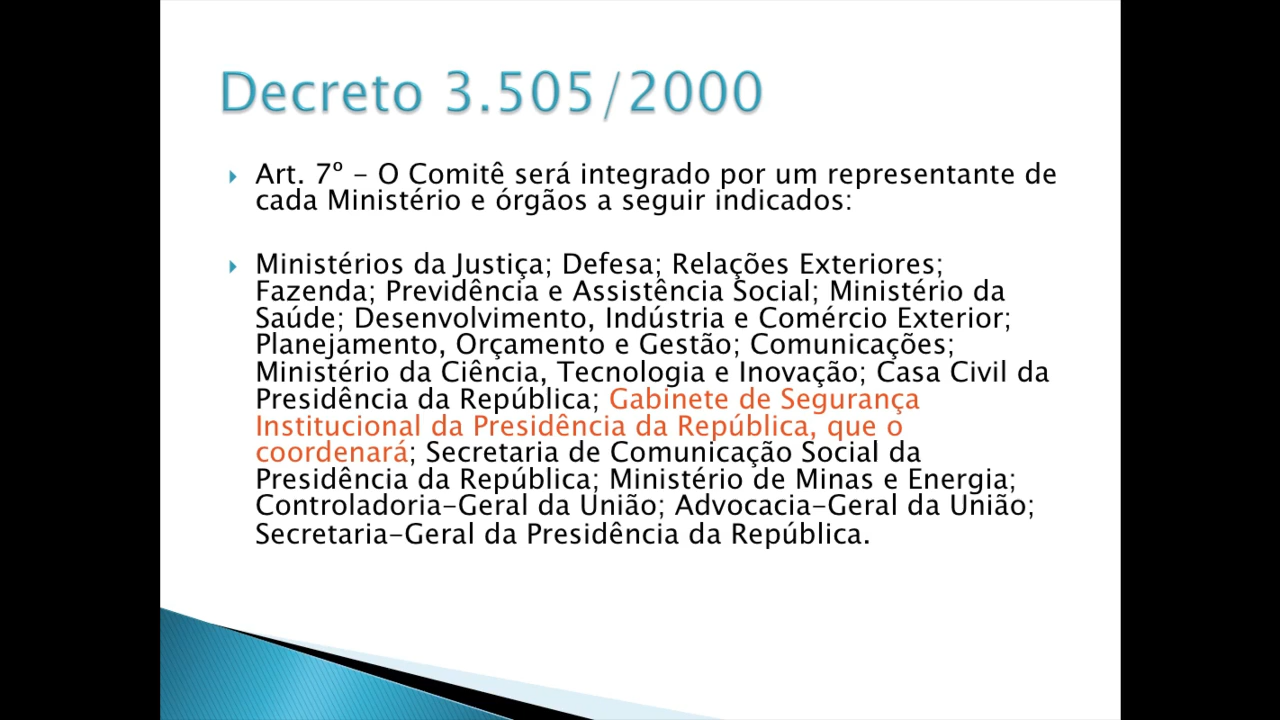 Decreto 3.505/2000
Art. 7º - O Comitê será integrado por um representante de
cada Ministério e órgãos a seguir indicados:
Ministérios da Justiça; Defesa; Relações Exteriores;
Fazenda; Previdência e Assistência Social; Ministério da
Saúde; Desenvolvimento, Indústria e Comércio Exterior;
Planejamento, Orçamento e Gestão; Comunicações;
Ministério da Ciência, Tecnologia e Inovação; Casa Civil da
Presidência da República; Gabinete de Segurança
Institucional da Presidência da República, que o
coordenará; Secretaria de Comunicação Social da
Presidência da República; Ministério de Minas e Energia;
Controladoria-Geral da União; Advocacia-Geral da União;
Secretaria-Geral da Presidência da República.